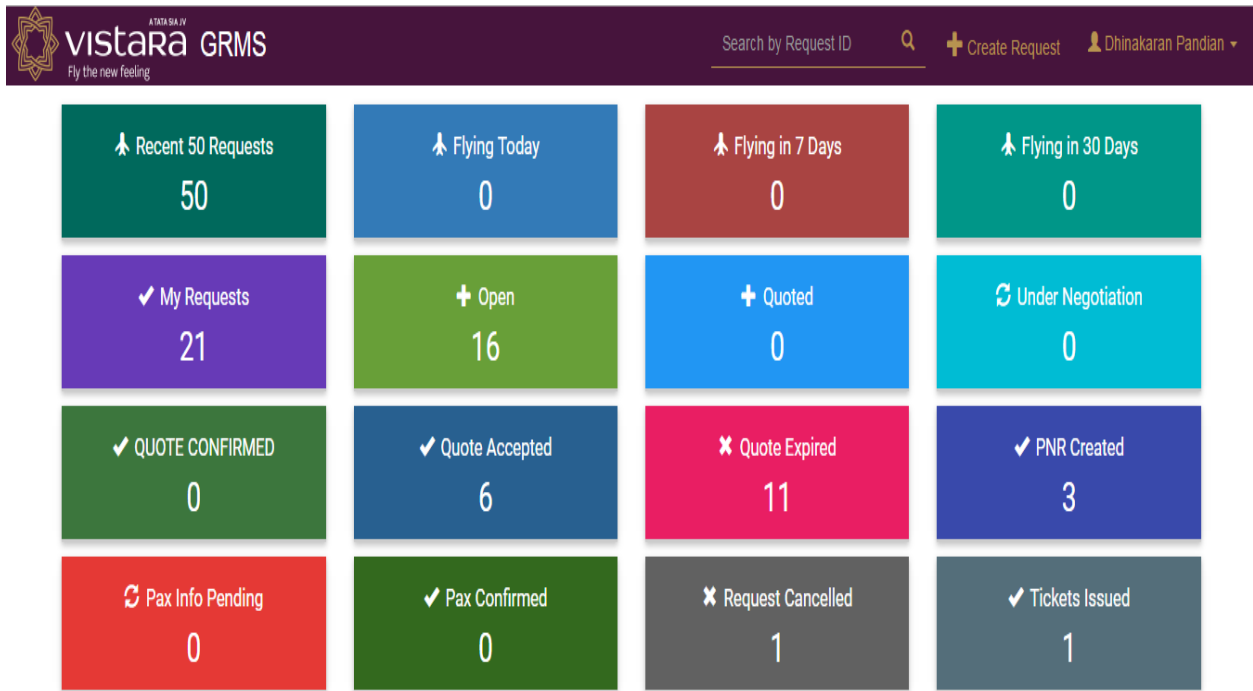 A TATA SIA JV
VISTARA GRMS
Fly the new feeling
Search by Request ID
Create Request
Dhinakaran Pandian
Recent 50 Requests
50
Flying Today
0
Flying in 7 Days
0
Flying in 30 Days
0
My Requests
21
Open
16
Quoted
0
Under Negotiation
0
QUOTE CONFIRMED
0
Quote Accepted
6
Quote Expired
11
PNR Created
3
Pax Info Pending
0
Pax Confirmed
0
Request Cancelled
1
Tickets Issued
1